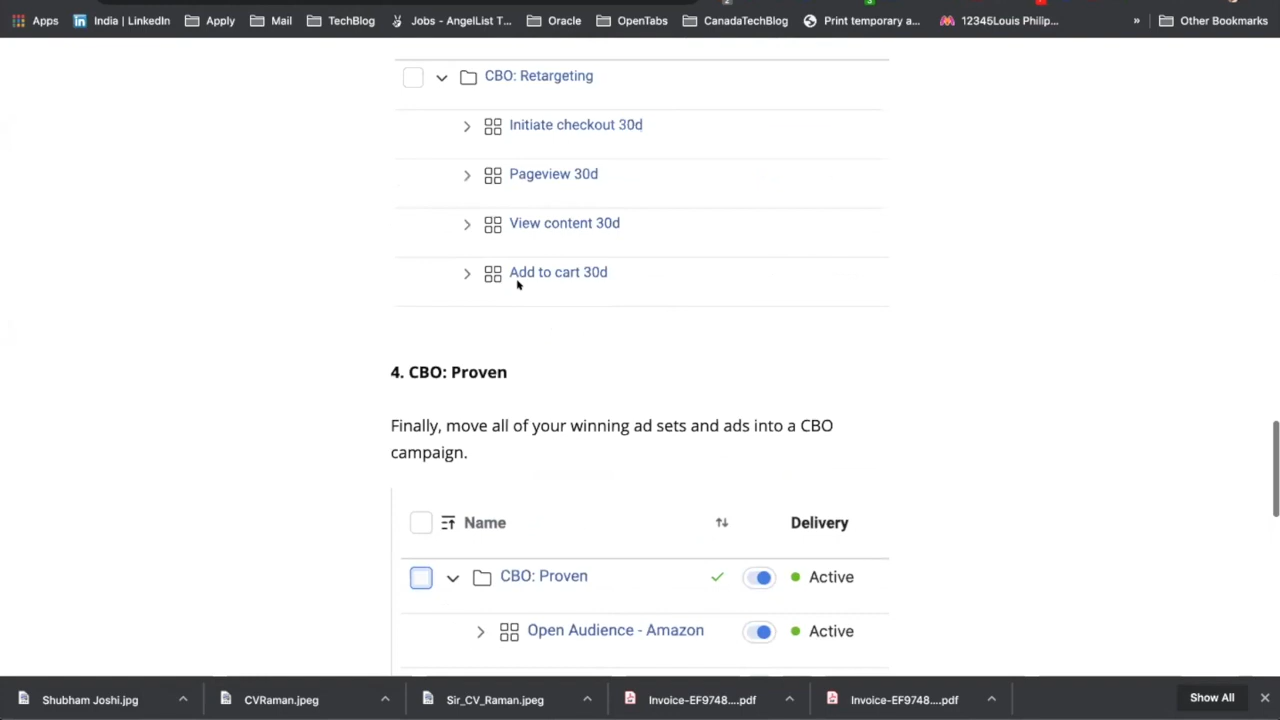 Apps
India | LinkedIn
Apply
Mail
TechBlog
Jobs - AngelList T...
Oracle
OpenTabs
CanadaTechBlog
Print temporary a...
12345Louis Philip...
»
Other Bookmarks
CBO: Retargeting
Initiate checkout 30d
Pageview 30d
View content 30d
Add to cart 30d
4. CBO: Proven
Finally, move all of your winning ad sets and ads into a CBO
campaign.
Name
Delivery
CBO: Proven
Active
Open Audience - Amazon
Active
Shubham Joshi.jpg
CVRaman.jpeg
Sir_CV_Raman.jpeg
Invoice-EF9748....pdf
Invoice-EF9748....pdf
Show All